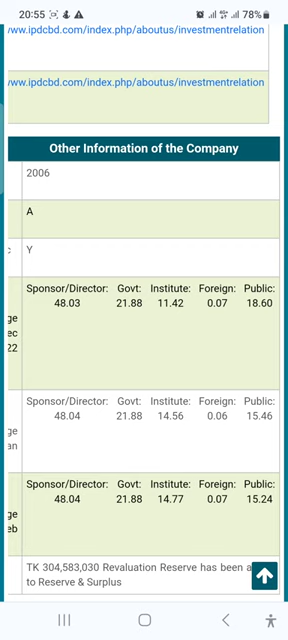 20:55 78%
www.ipdcbd.com/index.php/aboutus/investmentrelation
www.ipdcbd.com/index.php/aboutus/investmentrelation
Other Information of the Company
2006
A
Y
Sponsor/Director: Govt: Institute: Foreign: Public:
48.03 21.88 11.42 0.07 18.60
ge
ec
22
Sponsor/Director: Govt: Institute: Foreign: Public:
48.04 21.88 14.56 0.06 15.46
ge
an
Sponsor/Director: Govt: Institute: Foreign: Public:
48.04 21.88 14.77 0.07 15.24
ge
eb
TK 304,583,030 Revaluation Reserve has been a
to Reserve & Surplus